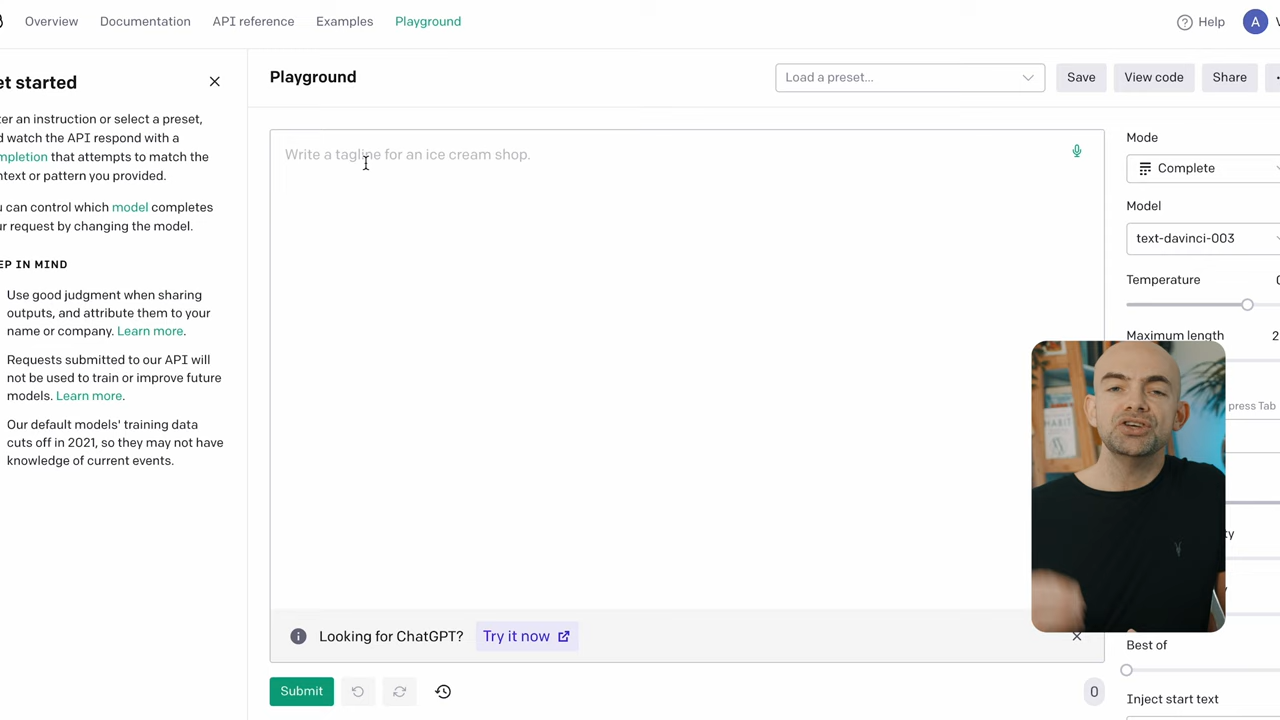 Overview Documentation API reference Examples Playground Help A
et started
er an instruction or select a preset,
d watch the API respond with a
mpletion that attempts to match the
ntext or pattern you provided.
u can control which model completes
ur request by changing the model.
EP IN MIND
Use good judgment when sharing
outputs, and attribute them to your
name or company. Learn more.
Requests submitted to our API will
not be used to train or improve future
models. Learn more.
Our default models' training data
cuts off in 2021, so they may not have
knowledge of current events.
Playground
Load a preset...
Save
View code
Share
Write a tagline for an ice cream shop.
Looking for ChatGPT? Try it now
Submit
0
Mode
Complete
Model
text-davinci-003
Temperature 0
Maximum length 2
press Tab
ty
Best of
Inject start text